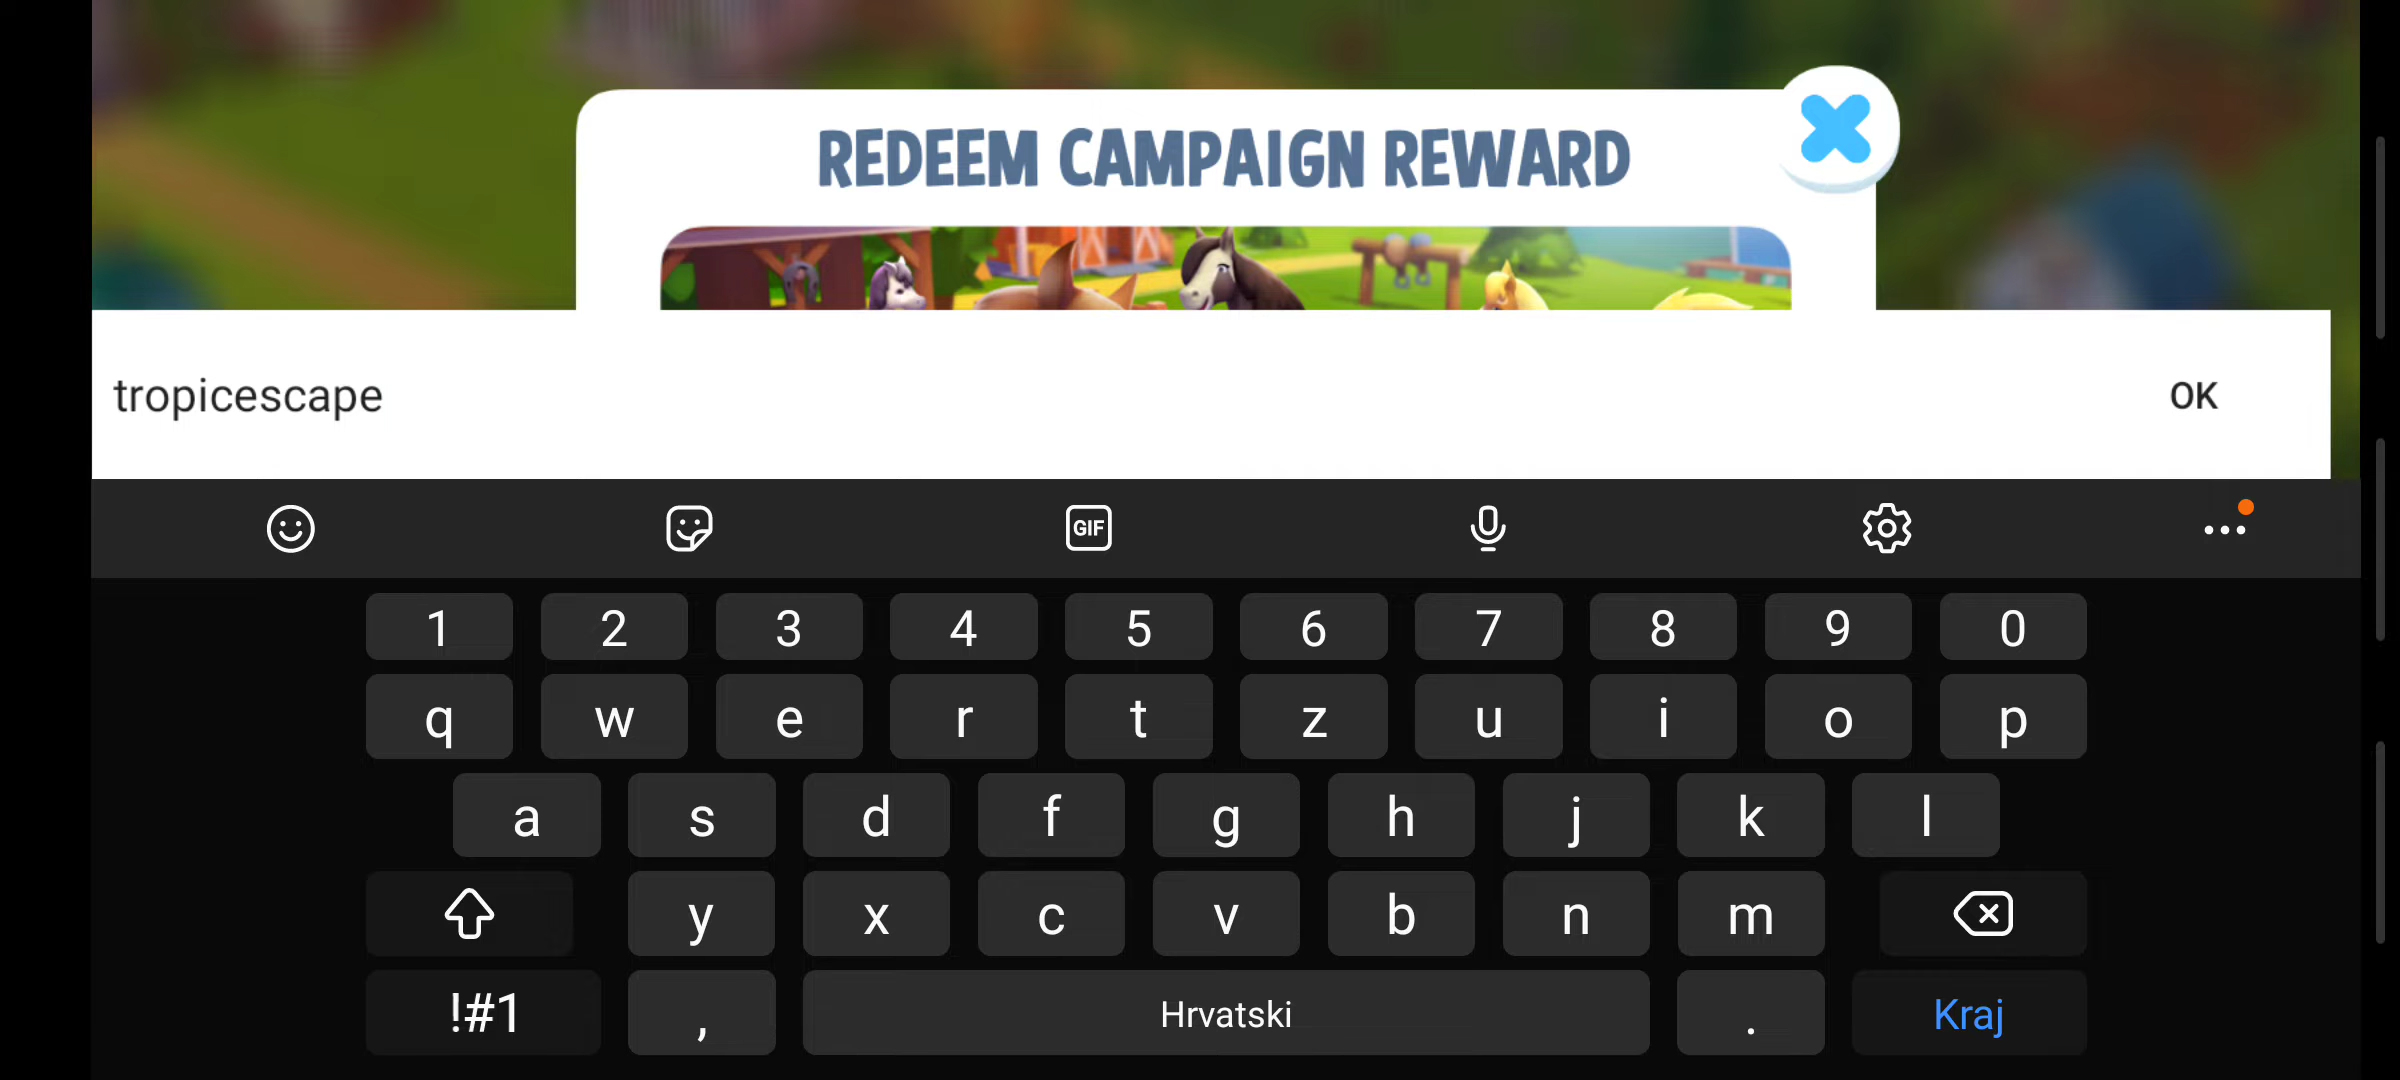 REDEEM CAMPAIGN REWARD
tropicescape
OK
GIF
1 2 3 4 5 6 7 8 9 0
q w e r t z u i o p
a s d f g h j k l
y x c v b n m
!#1 , Hrvatski . Kraj